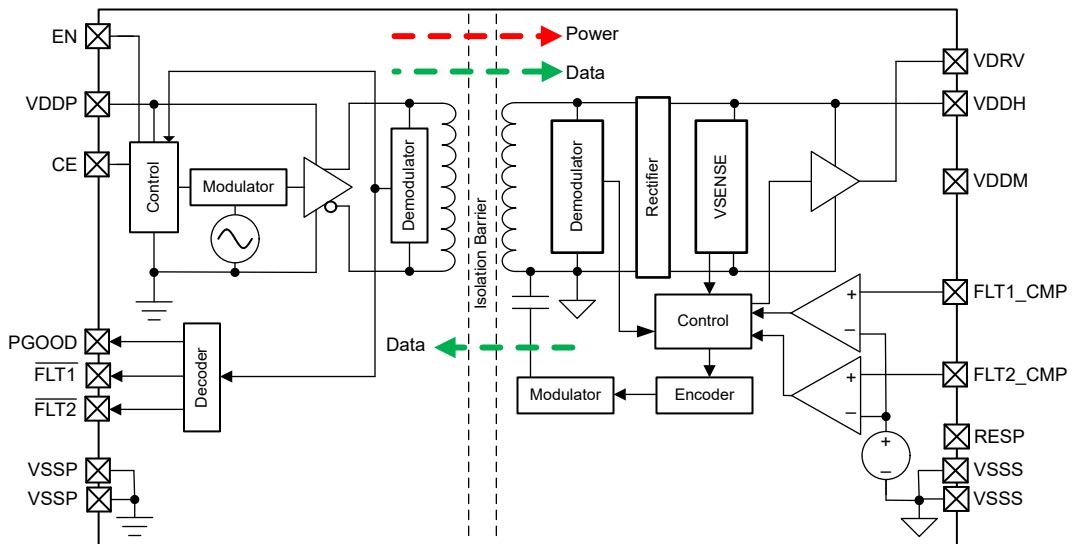 EN
VDDP
CE
PGOOD
FLT1
FLT2
VSSP
VSSP
Control
Modulator
Demodulator
Decoder
Power
Data
Isolation Barrier
Data
Demodulator
Rectifier
VSENSE
Control
Modulator
Encoder
+
−
+
−
+
−
VDRV
VDDH
VDDM
FLT1_CMP
FLT2_CMP
RESP
VSSS
VSSS